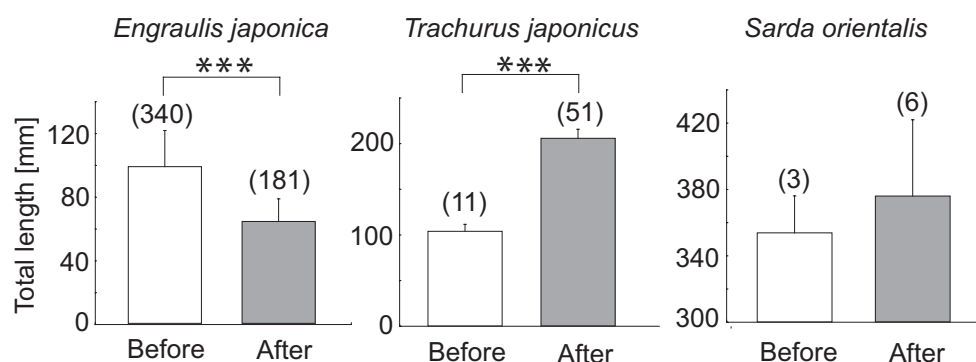 Engraulis japonica
Trachurus japonicus
Sarda orientalis
***
***
Total length [mm]
120
80
40
0
(340)
(181)
Before
After
200
100
0
(11)
(51)
Before
After
420
380
340
300
(3)
(6)
Before
After